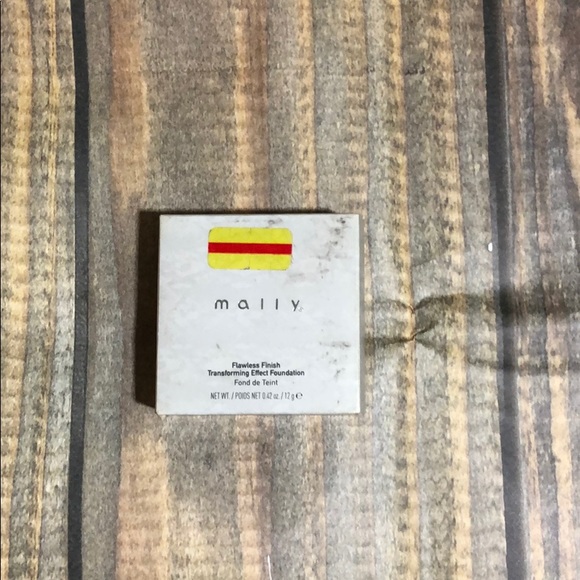 mally
Flawless Finish
Transforming Effect Foundation
Fond de Teint
NET WT. / POIDS NET 0.42 oz. / 12 g ℮